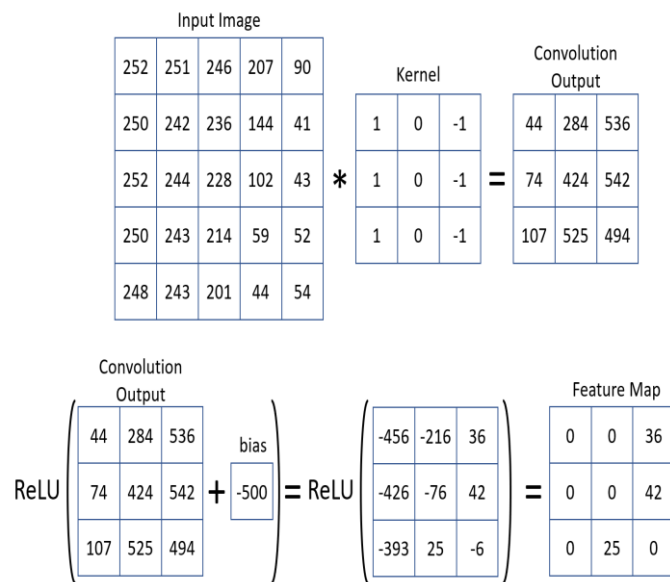 Input Image
252 251 246 207 90
250 242 236 144 41
252 244 228 102 43
250 243 214 59 52
248 243 201 44 54
*
Kernel
1 0 -1
1 0 -1
1 0 -1
=
Convolution
Output
44 284 536
74 424 542
107 525 494
ReLU (
Convolution
Output
44 284 536
74 424 542
107 525 494
+
bias
-500
)
=
ReLU (
-456 -216 36
-426 -76 42
-393 25 -6
)
=
Feature Map
0 0 36
0 0 42
0 25 0